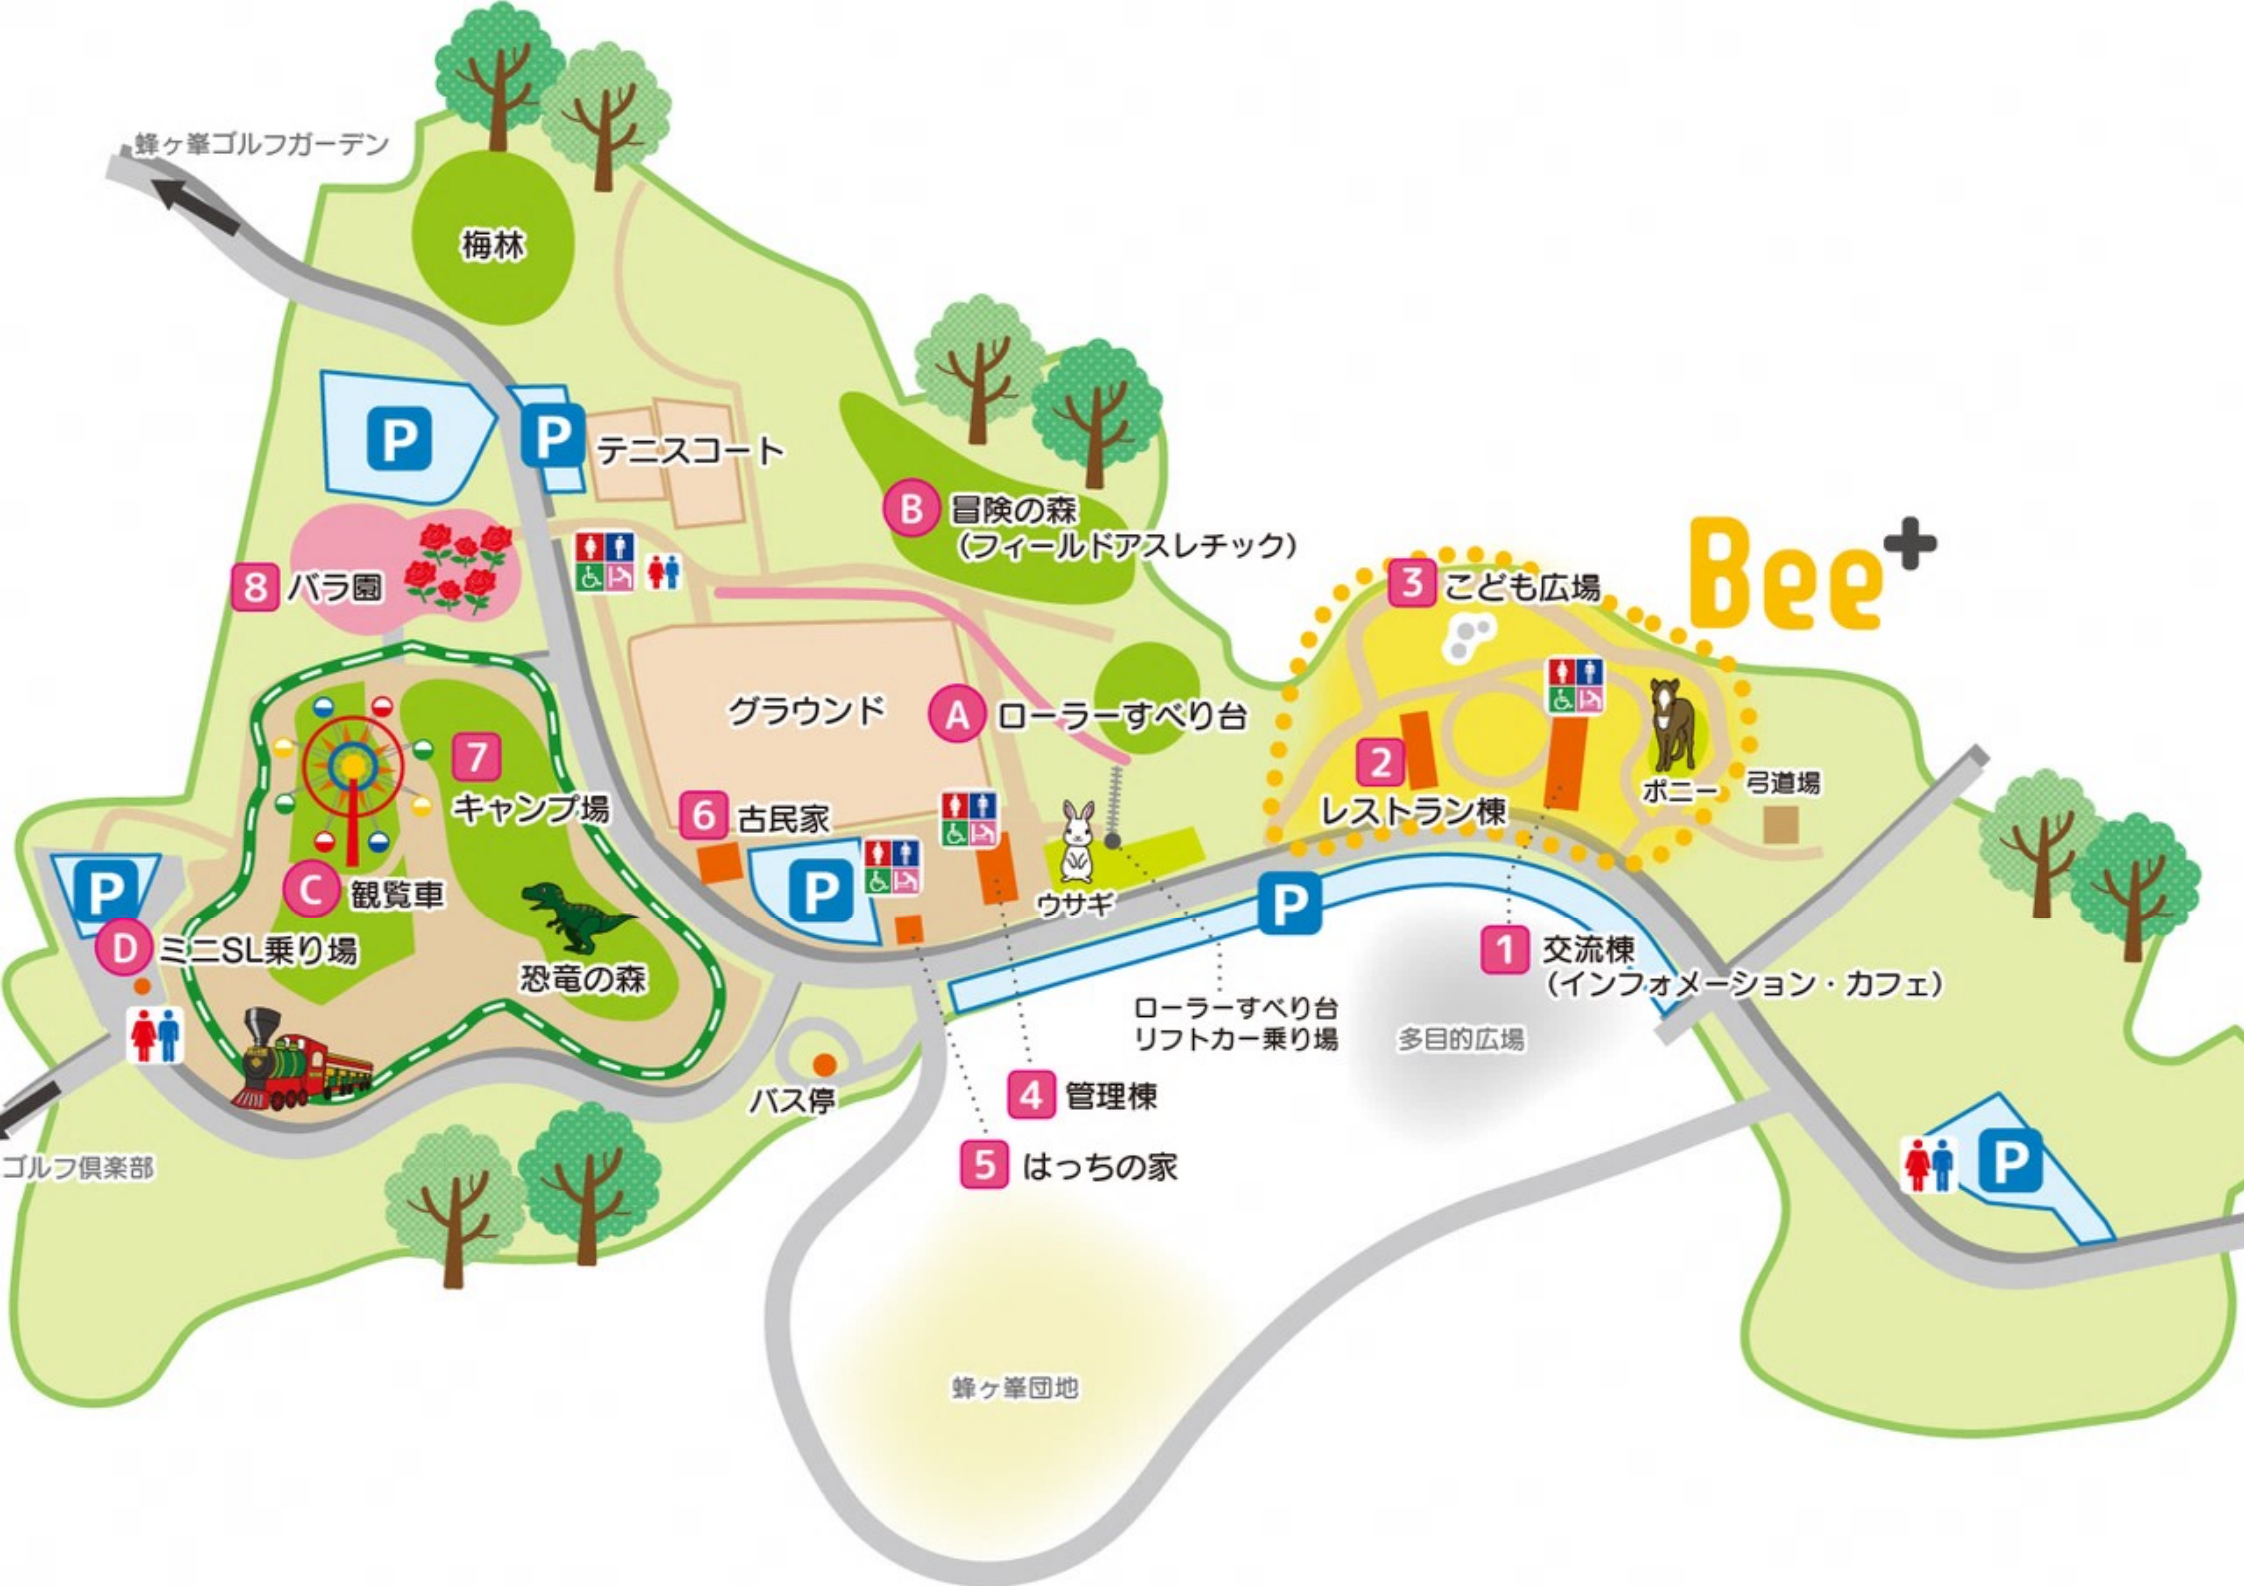 蜂ヶ峯ゴルフガーデン
梅林
P
P
テニスコート
B 冒険の森
(フィールドアスレチック)
Bee+
3 こども広場
8 バラ園
グラウンド
A ローラーすべり台
7
キャンプ場
2
レストラン棟
ポニー
弓道場
6 古民家
C 観覧車
P
P
ウサギ
P
D ミニSL乗り場
恐竜の森
1 交流棟
(インフォメーション・カフェ)
ローラーすべり台
リフトカー乗り場
多目的広場
バス停
4 管理棟
5 はっちの家
P
ゴルフ倶楽部
蜂ヶ峯団地